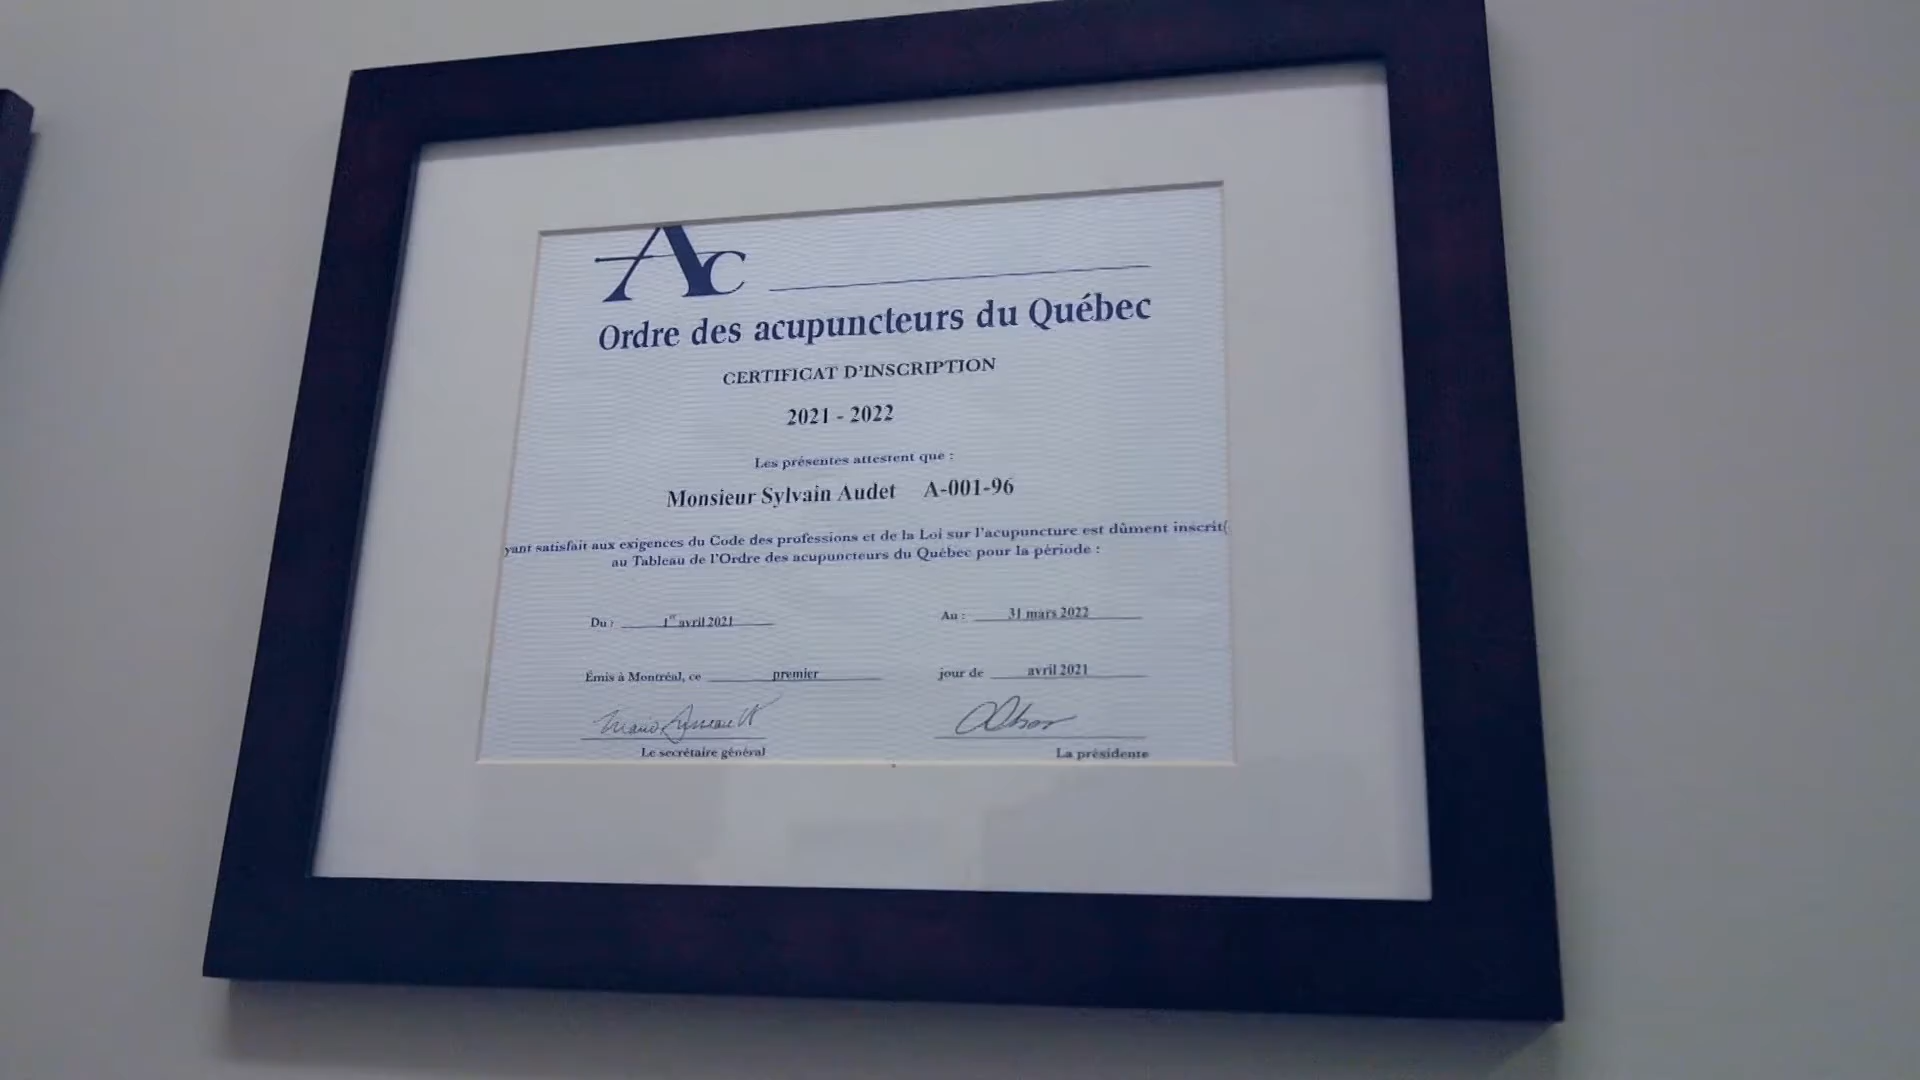 Ac
Ordre des acupuncteurs du Québec
CERTIFICAT D'INSCRIPTION
2021 - 2022
Les présentes attestent que :
Monsieur Sylvain Audet A-001-96
yant satisfait aux exigences du Code des professions et de la Loi sur l'acupuncture est dûment inscrit(
au Tableau de l'Ordre des acupuncteurs du Québec pour la période :
Du : 1er avril 2021 Au : 31 mars 2022
Émis à Montréal, ce premier jour de avril 2021
Le secrétaire général La présidente